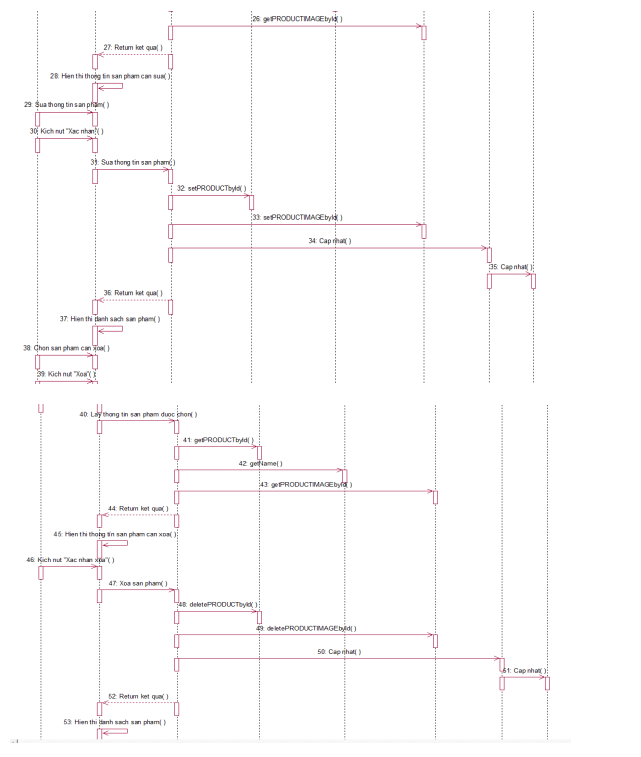 26: getPRODUCTIMAGEbyId( )
27: Return ket qua( )
28: Hien thi thong tin san pham can sua( )
29: Sua thong tin san pham( )
30: Kich nut "Xac nhan"( )
31: Sua thong tin san pham( )
32: setPRODUCTbyId( )
33: setPRODUCTIMAGEbyId( )
34: Cap nhat( )
35: Cap nhat( )
36: Return ket qua( )
37: Hien thi danh sach san pham( )
38: Chon san pham can xoa( )
39: Kich nut "Xoa"( )
40: Lay thong tin san pham duoc chon( )
41: getPRODUCTbyId( )
42: getName( )
43: getPRODUCTIMAGEbyId( )
44: Return ket qua( )
45: Hien thi thong tin san pham can xoa( )
46: Kich nut "Xac nhan xoa"( )
47: Xoa san pham( )
48: deletePRODUCTbyId( )
49: deletePRODUCTIMAGEbyId( )
50: Cap nhat( )
51: Cap nhat( )
52: Return ket qua( )
53: Hien thi danh sach san pham( )